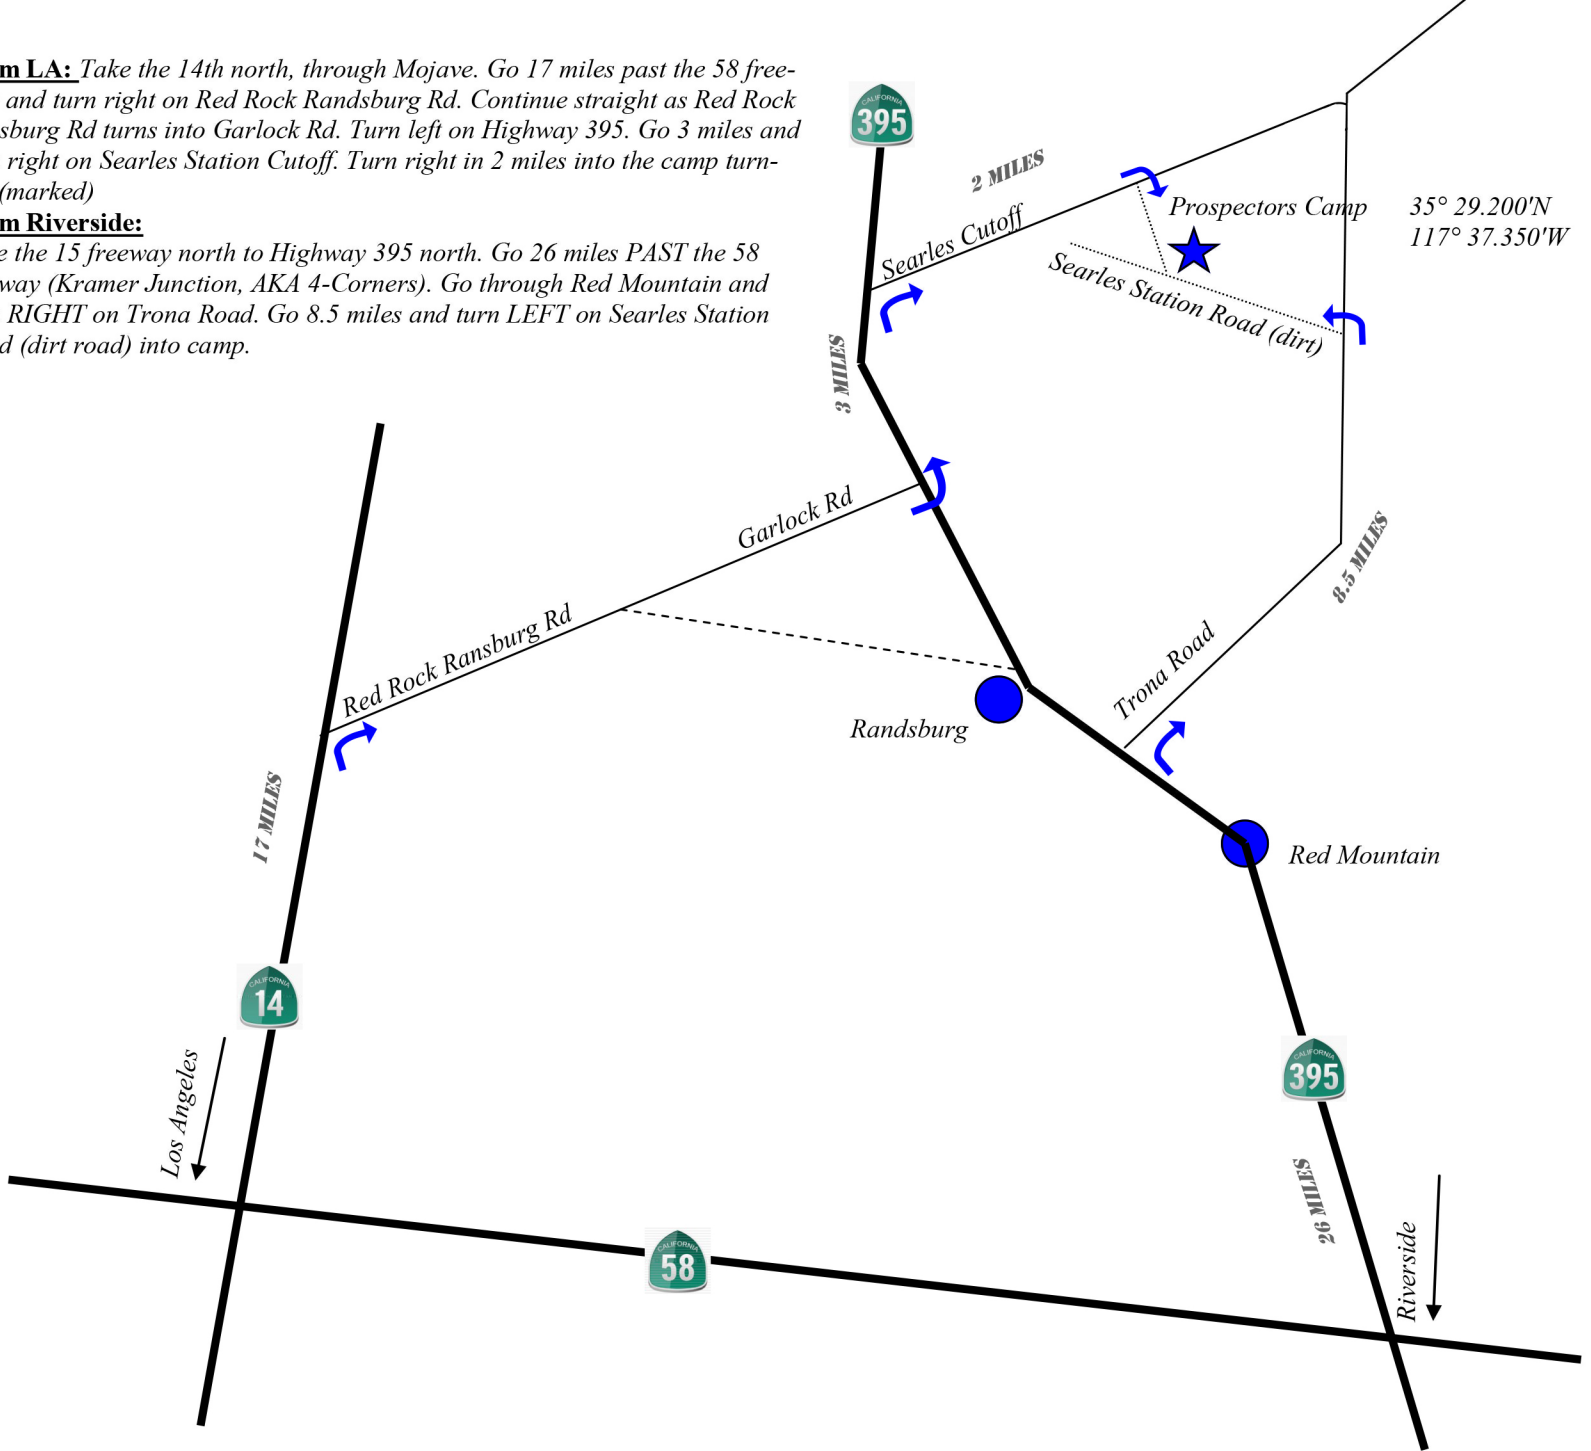 m LA: Take the 14th north, through Mojave. Go 17 miles past the 58 free-
and turn right on Red Rock Randsburg Rd. Continue straight as Red Rock
sburg Rd turns into Garlock Rd. Turn left on Highway 395. Go 3 miles and
right on Searles Station Cutoff. Turn right in 2 miles into the camp turn-
(marked)
m Riverside:
e the 15 freeway north to Highway 395 north. Go 26 miles PAST the 58
way (Kramer Junction, AKA 4-Corners). Go through Red Mountain and
RIGHT on Trona Road. Go 8.5 miles and turn LEFT on Searles Station
d (dirt road) into camp.
CALIFORNIA
395
2 MILES
Searles Cutoff
Prospectors Camp
35° 29.200'N
117° 37.350'W
Searles Station Road (dirt)
3 MILES
Garlock Rd
Red Rock Ransburg Rd
8.5 MILES
Trona Road
Randsburg
17 MILES
Red Mountain
CALIFORNIA
14
CALIFORNIA
395
Los Angeles
26 MILES
Riverside
CALIFORNIA
58